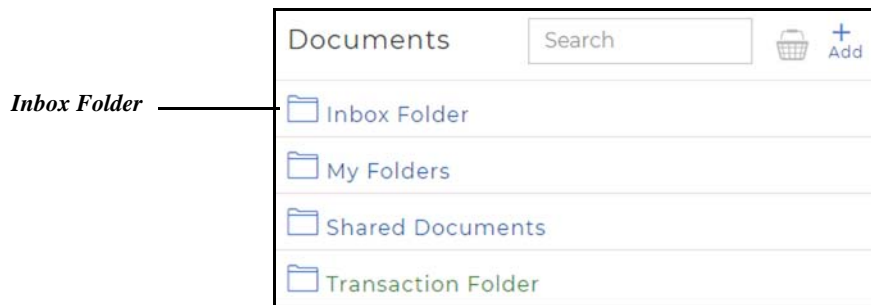 Documents
Search
Add
Inbox Folder
Inbox Folder
My Folders
Shared Documents
Transaction Folder